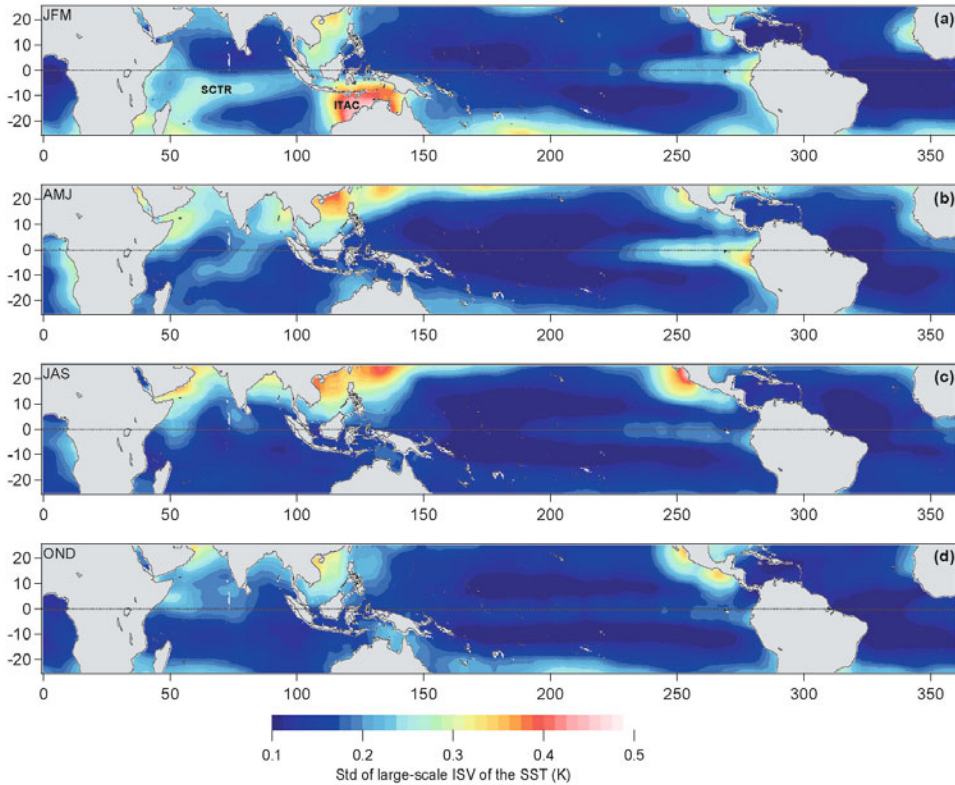 JFM (a)
20
10
0
-10
-20
SCTR ITAC
0 50 100 150 200 250 300 350
AMJ (b)
20
10
0
-10
-20
0 50 100 150 200 250 300 350
JAS (c)
20
10
0
-10
-20
0 50 100 150 200 250 300 350
OND (d)
20
10
0
-10
-20
0 50 100 150 200 250 300 350
0.1 0.2 0.3 0.4 0.5
Std of large-scale ISV of the SST (K)